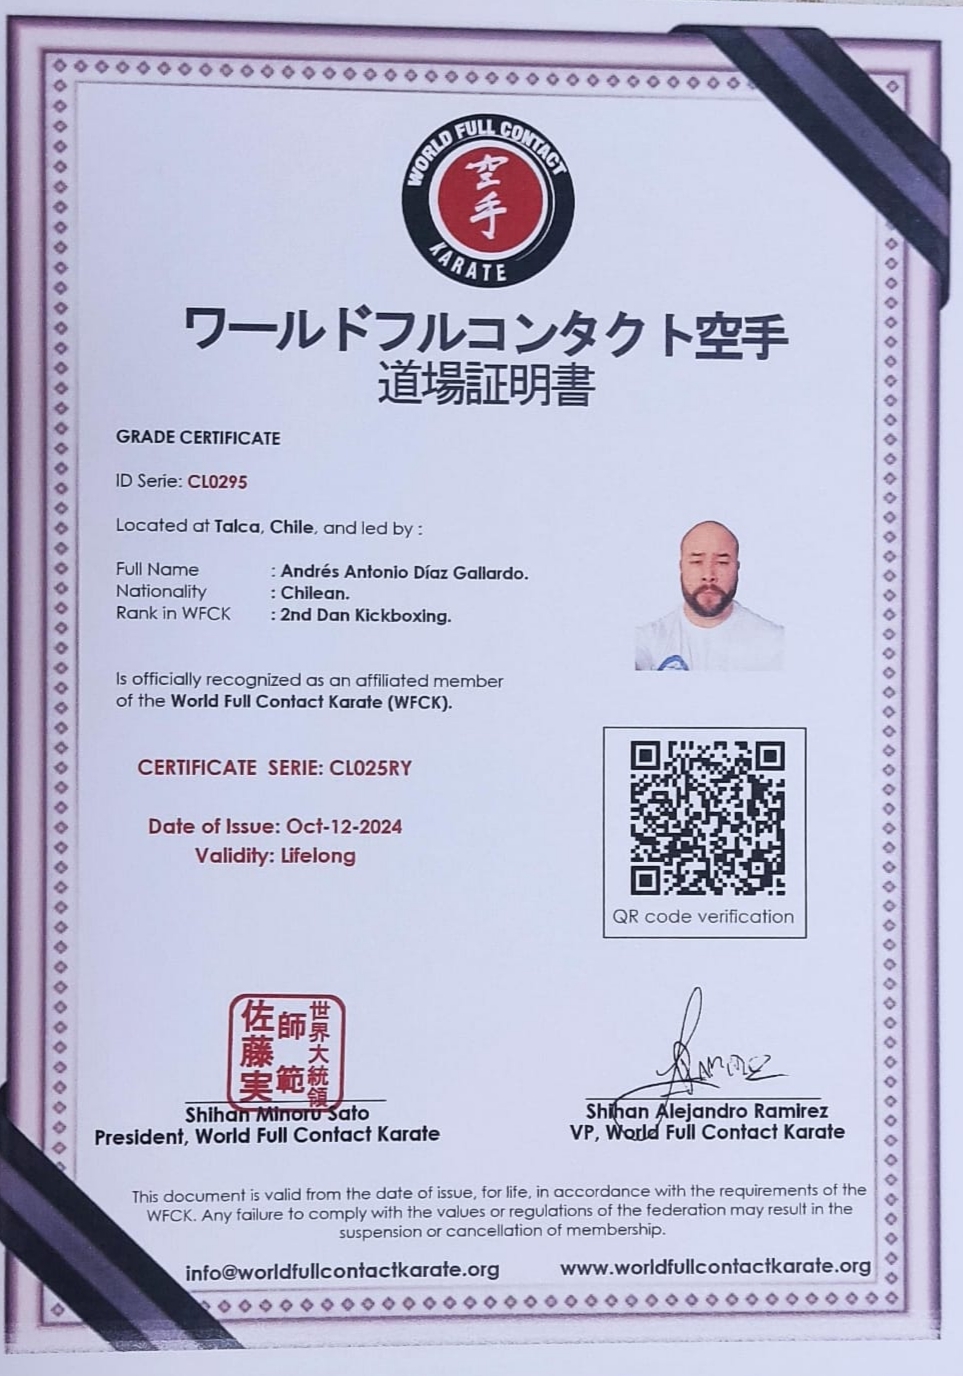 WORLD FULL CONTACT
空手
KARATE
ワールドフルコンタクト空手
道場証明書
GRADE CERTIFICATE
ID Serie: CL0295
Located at Talca, Chile, and led by :
Full Name : Andrés Antonio Díaz Gallardo.
Nationality : Chilean.
Rank in WFCK : 2nd Dan Kickboxing.
Is officially recognized as an affiliated member
of the World Full Contact Karate (WFCK).
CERTIFICATE SERIE: CL025RY
Date of Issue: Oct-12-2024
Validity: Lifelong
QR code verification
世界大統領
師範
佐藤実
Ramirez
Shihan Minoru Sato
President, World Full Contact Karate
Shihan Alejandro Ramirez
VP, World Full Contact Karate
This document is valid from the date of issue, for life, in accordance with the requirements of the
WFCK. Any failure to comply with the values or regulations of the federation may result in the
suspension or cancellation of membership.
info@worldfullcontactkarate.org
www.worldfullcontactkarate.org